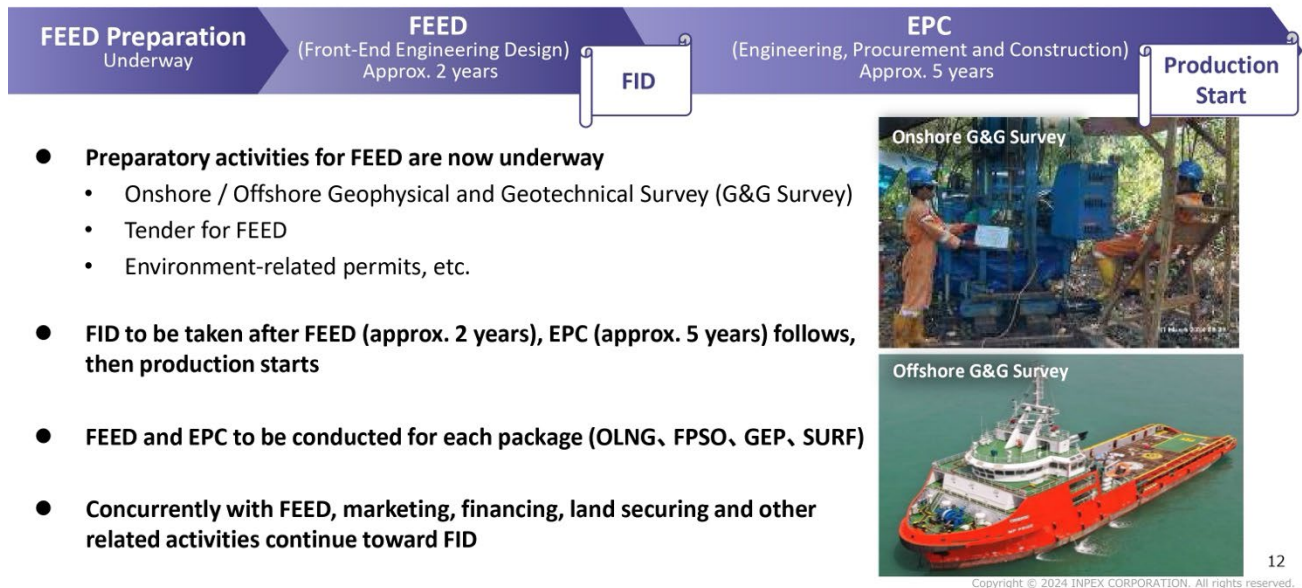 FEED Preparation
Underway
FEED
(Front-End Engineering Design)
Approx. 2 years
FID
EPC
(Engineering, Procurement and Construction)
Approx. 5 years
Production
Start
● Preparatory activities for FEED are now underway
• Onshore / Offshore Geophysical and Geotechnical Survey (G&G Survey)
• Tender for FEED
• Environment-related permits, etc.
● FID to be taken after FEED (approx. 2 years), EPC (approx. 5 years) follows,
then production starts
● FEED and EPC to be conducted for each package (OLNG、FPSO、GEP、SURF)
● Concurrently with FEED, marketing, financing, land securing and other
related activities continue toward FID
Onshore G&G Survey
Offshore G&G Survey
12
Copyright © 2024 INPEX CORPORATION. All rights reserved.